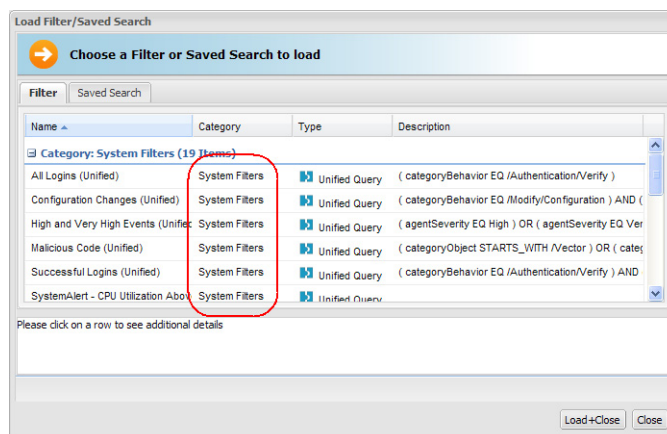 Load Filter/Saved Search
Choose a Filter or Saved Search to load
Filter Saved Search
Name Category Type Description
Category: System Filters (19 Items)
All Logins (Unified) System Filters Unified Query ( categoryBehavior EQ /Authentication/Verify )
Configuration Changes (Unified) System Filters Unified Query ( categoryBehavior EQ /Modify/Configuration ) AND (
High and Very High Events (Unified System Filters Unified Query ( agentSeverity EQ High ) OR ( agentSeverity EQ Ver
Malicious Code (Unified) System Filters Unified Query ( categoryObject STARTS_WITH /Vector ) OR ( categ
Successful Logins (Unified) System Filters Unified Query ( categoryBehavior EQ /Authentication/Verify ) AND
SystemAlert - CPU Utilization Abov System Filters Unified Query
Please click on a row to see additional details
Load+Close Close